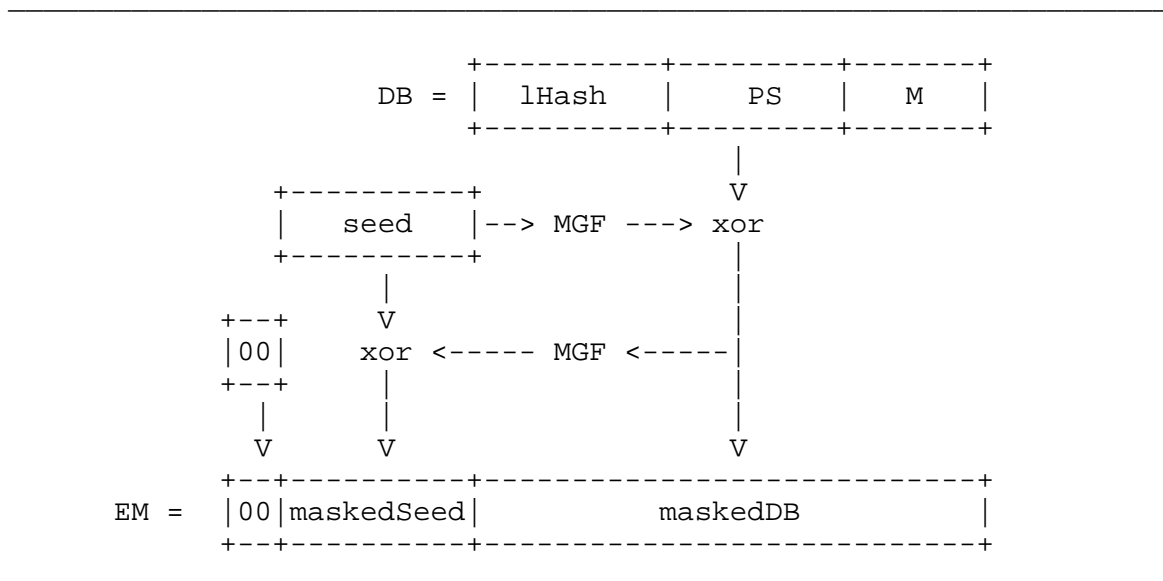 DB = | lHash | PS | M |
seed --> MGF ---> xor
V
V
00 xor <----- MGF <-----
V V V
EM = |00|maskedSeed| maskedDB |